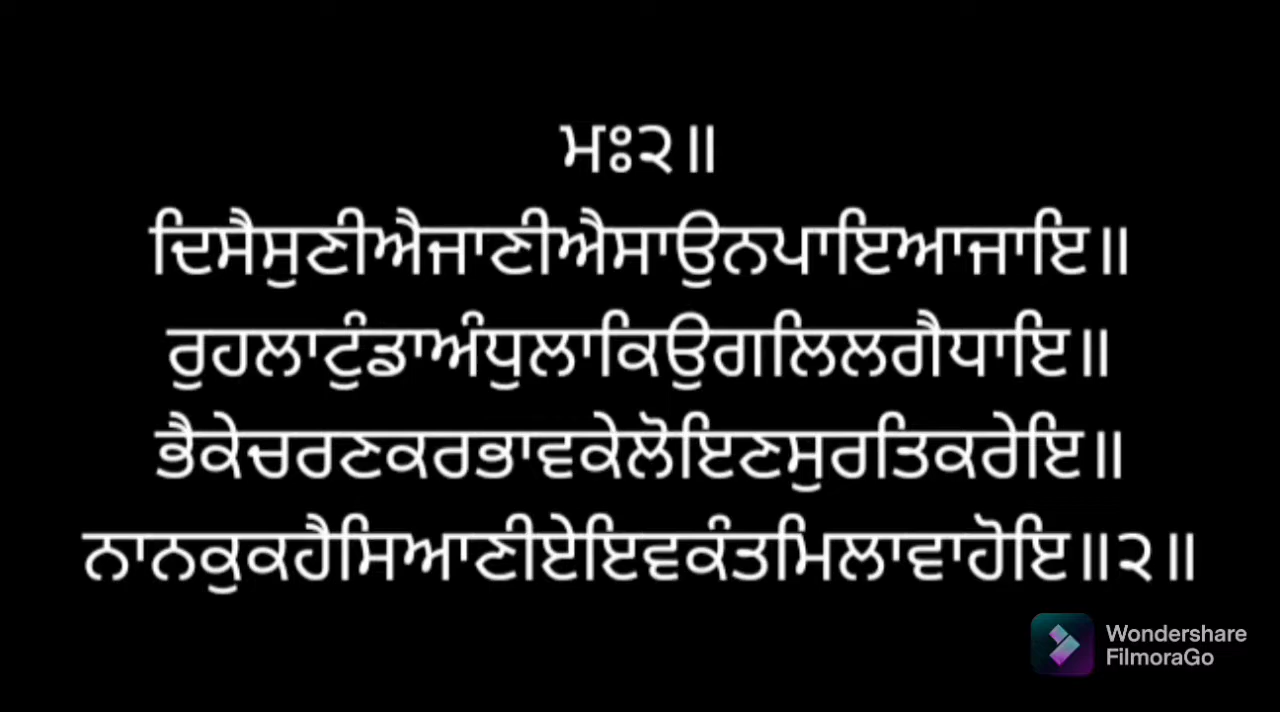 ਮਃ੨॥
ਦਿਸੈਸੁਣੀਐਜਾਣੀਐਸਾਉਨਪਾਇਆਜਾਇ॥
ਰੁਹਲਾਟੁੰਡਾਅੰਧੁਲਾਕਿਉਗਲਿਲਗੈਧਾਇ॥
ਭੈਕੇਚਰਣਕਰਭਾਵਕੇਲੋਇਣਸੁਰਤਿਕਰੇਇ॥
ਨਾਨਕੁਕਹੈਸਿਆਣੀਏਇਵਕੰਤਮਿਲਾਵਾਹੋਇ॥੨॥
Wondershare
FilmoraGo